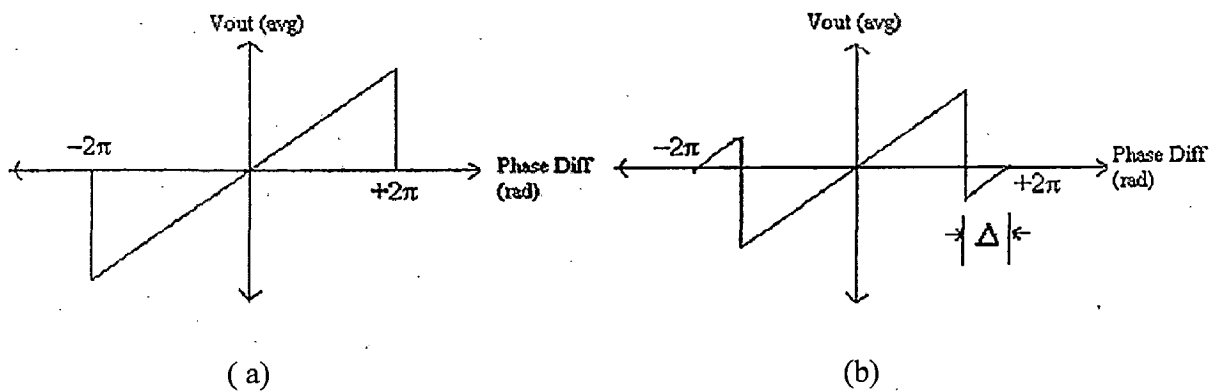 Vout (avg)
−2π
Phase Diff
(rad)
+2π
( a)
Vout (avg)
−2π
Phase Diff
(rad)
+2π
Δ
(b)